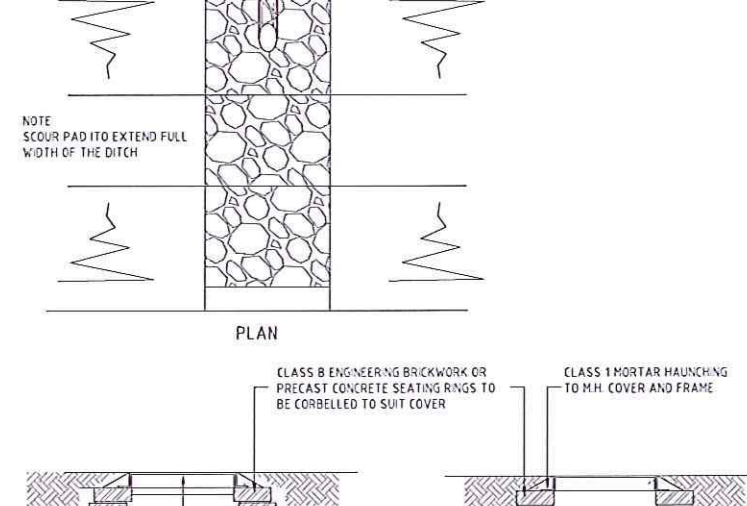 NOTE
SCOUR PAD ITO EXTEND FULL
WIDTH OF THE DITCH
PLAN
CLASS B ENGINEERING BRICKWORK OR
PRECAST CONCRETE SEATING RINGS TO
BE CORBELLED TO SUIT COVER
CLASS 1 MORTAR HAUNCHING
TO M.H. COVER AND FRAME